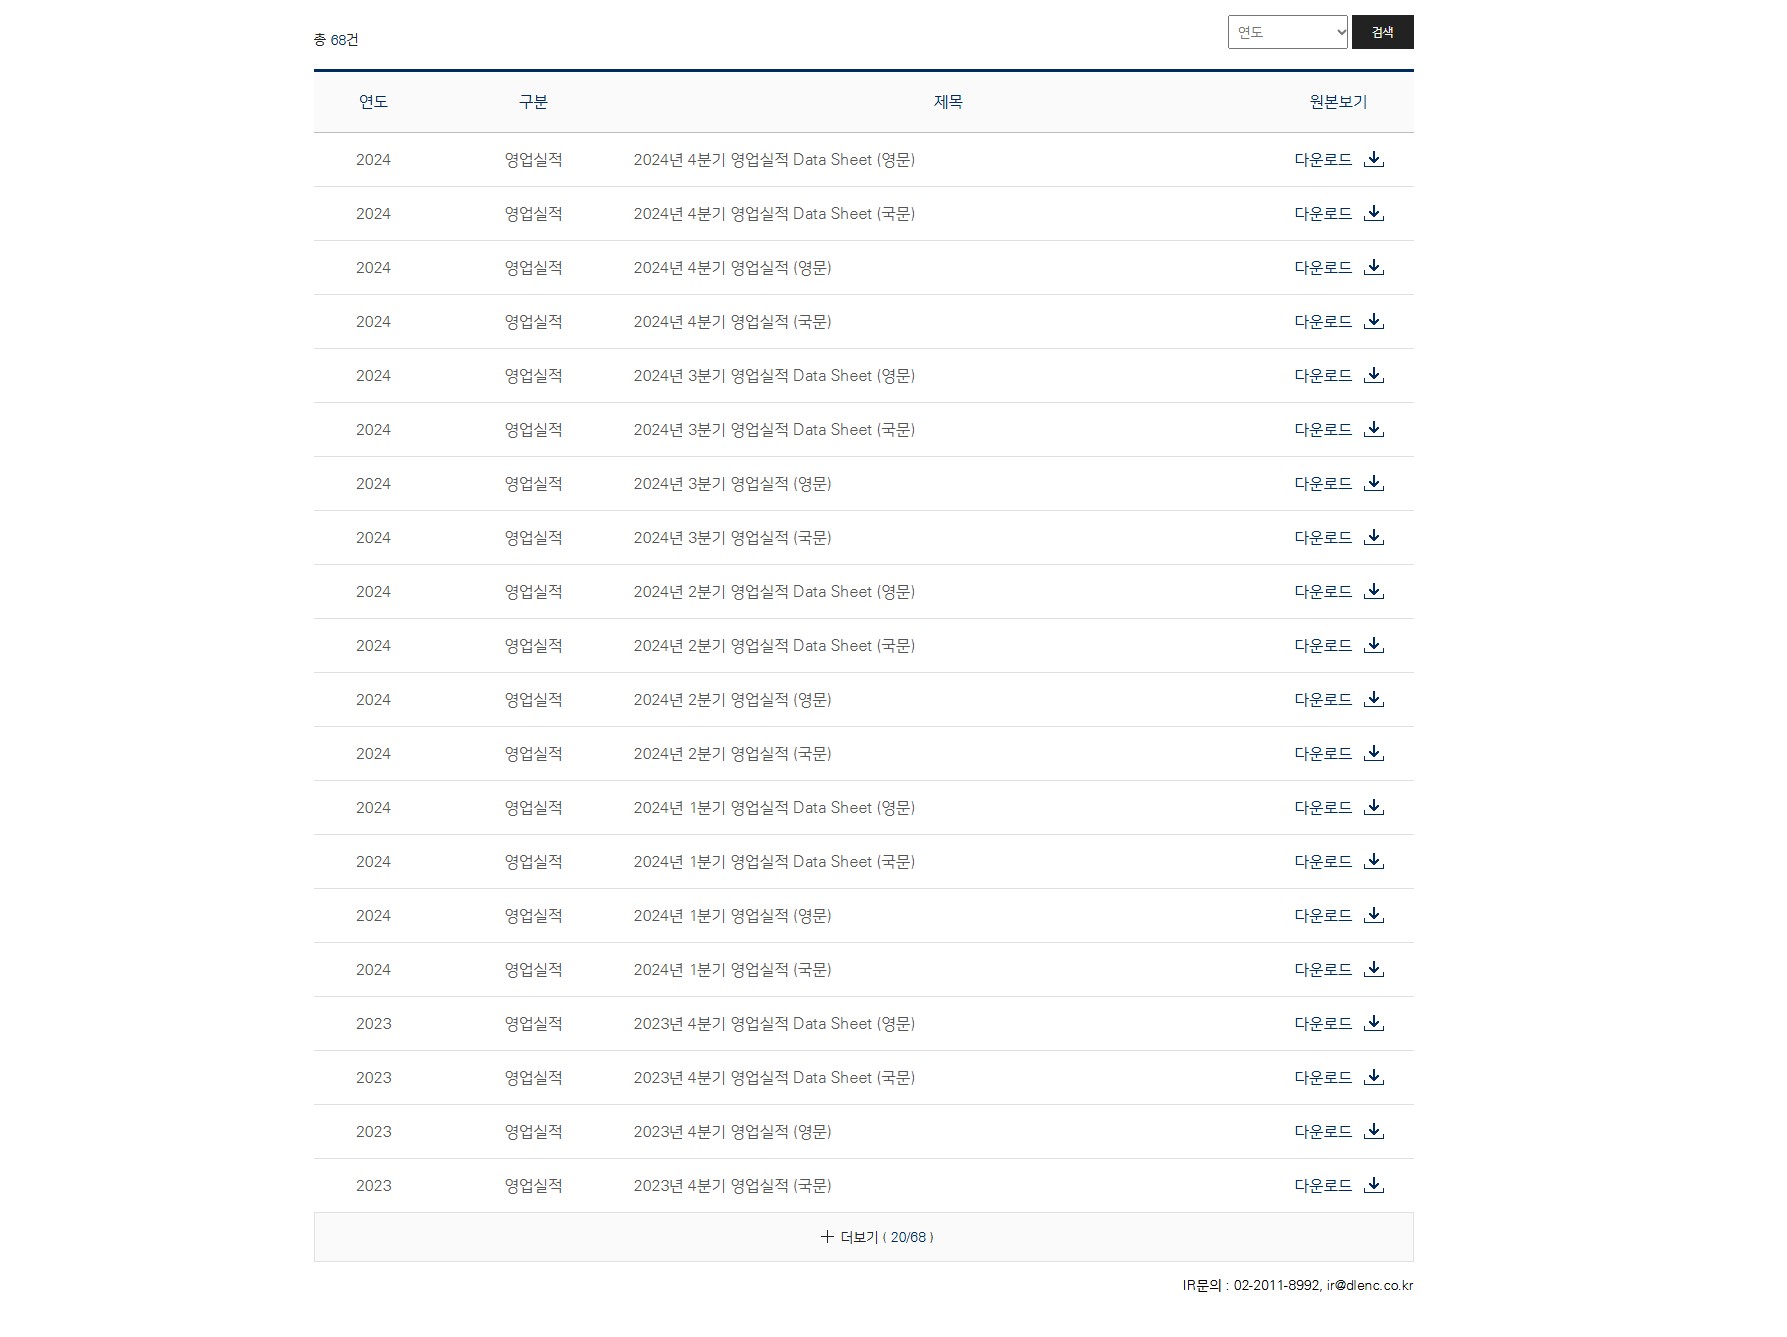 총 68건
연도 검색
연도 구분 제목 원본보기
2024 영업실적 2024년 4분기 영업실적 Data Sheet (영문) 다운로드
2024 영업실적 2024년 4분기 영업실적 Data Sheet (국문) 다운로드
2024 영업실적 2024년 4분기 영업실적 (영문) 다운로드
2024 영업실적 2024년 4분기 영업실적 (국문) 다운로드
2024 영업실적 2024년 3분기 영업실적 Data Sheet (영문) 다운로드
2024 영업실적 2024년 3분기 영업실적 Data Sheet (국문) 다운로드
2024 영업실적 2024년 3분기 영업실적 (영문) 다운로드
2024 영업실적 2024년 3분기 영업실적 (국문) 다운로드
2024 영업실적 2024년 2분기 영업실적 Data Sheet (영문) 다운로드
2024 영업실적 2024년 2분기 영업실적 Data Sheet (국문) 다운로드
2024 영업실적 2024년 2분기 영업실적 (영문) 다운로드
2024 영업실적 2024년 2분기 영업실적 (국문) 다운로드
2024 영업실적 2024년 1분기 영업실적 Data Sheet (영문) 다운로드
2024 영업실적 2024년 1분기 영업실적 Data Sheet (국문) 다운로드
2024 영업실적 2024년 1분기 영업실적 (영문) 다운로드
2024 영업실적 2024년 1분기 영업실적 (국문) 다운로드
2023 영업실적 2023년 4분기 영업실적 Data Sheet (영문) 다운로드
2023 영업실적 2023년 4분기 영업실적 Data Sheet (국문) 다운로드
2023 영업실적 2023년 4분기 영업실적 (영문) 다운로드
2023 영업실적 2023년 4분기 영업실적 (국문) 다운로드
더보기 ( 20/68 )
IR문의 : 02-2011-8992, ir@dlenc.co.kr